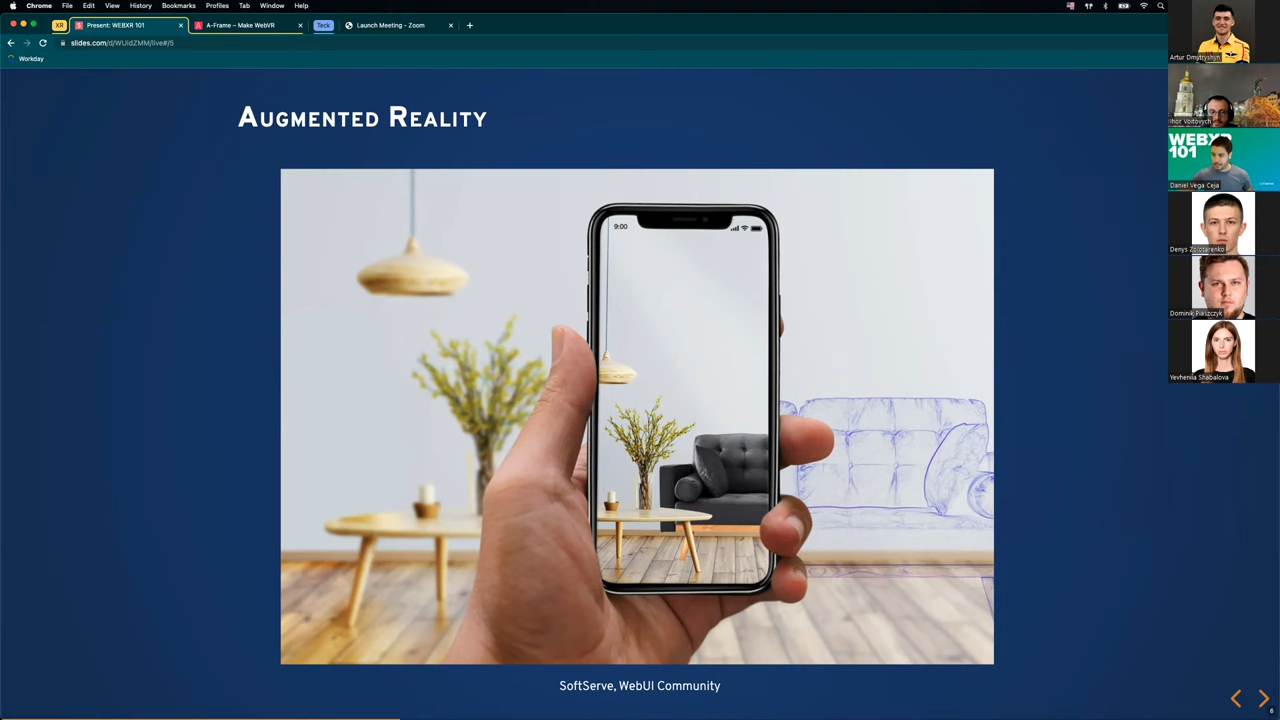 Chrome File Edit View History Bookmarks Profiles Tab Window Help
XR Present: WEBXR 101 A-Frame – Make WebVR Teck Launch Meeting - Zoom
slides.com/d/WUidZMM/live#/5
Workday
AUGMENTED REALITY
9:00
SoftServe, WebUI Community
6
Artur Dmytryshyn
Ihor Voitovych
WEBXR
101
Daniel Vega Ceja
Denys Zolotarenko
Dominik Piaszczyk
Yevheniia Shabalova